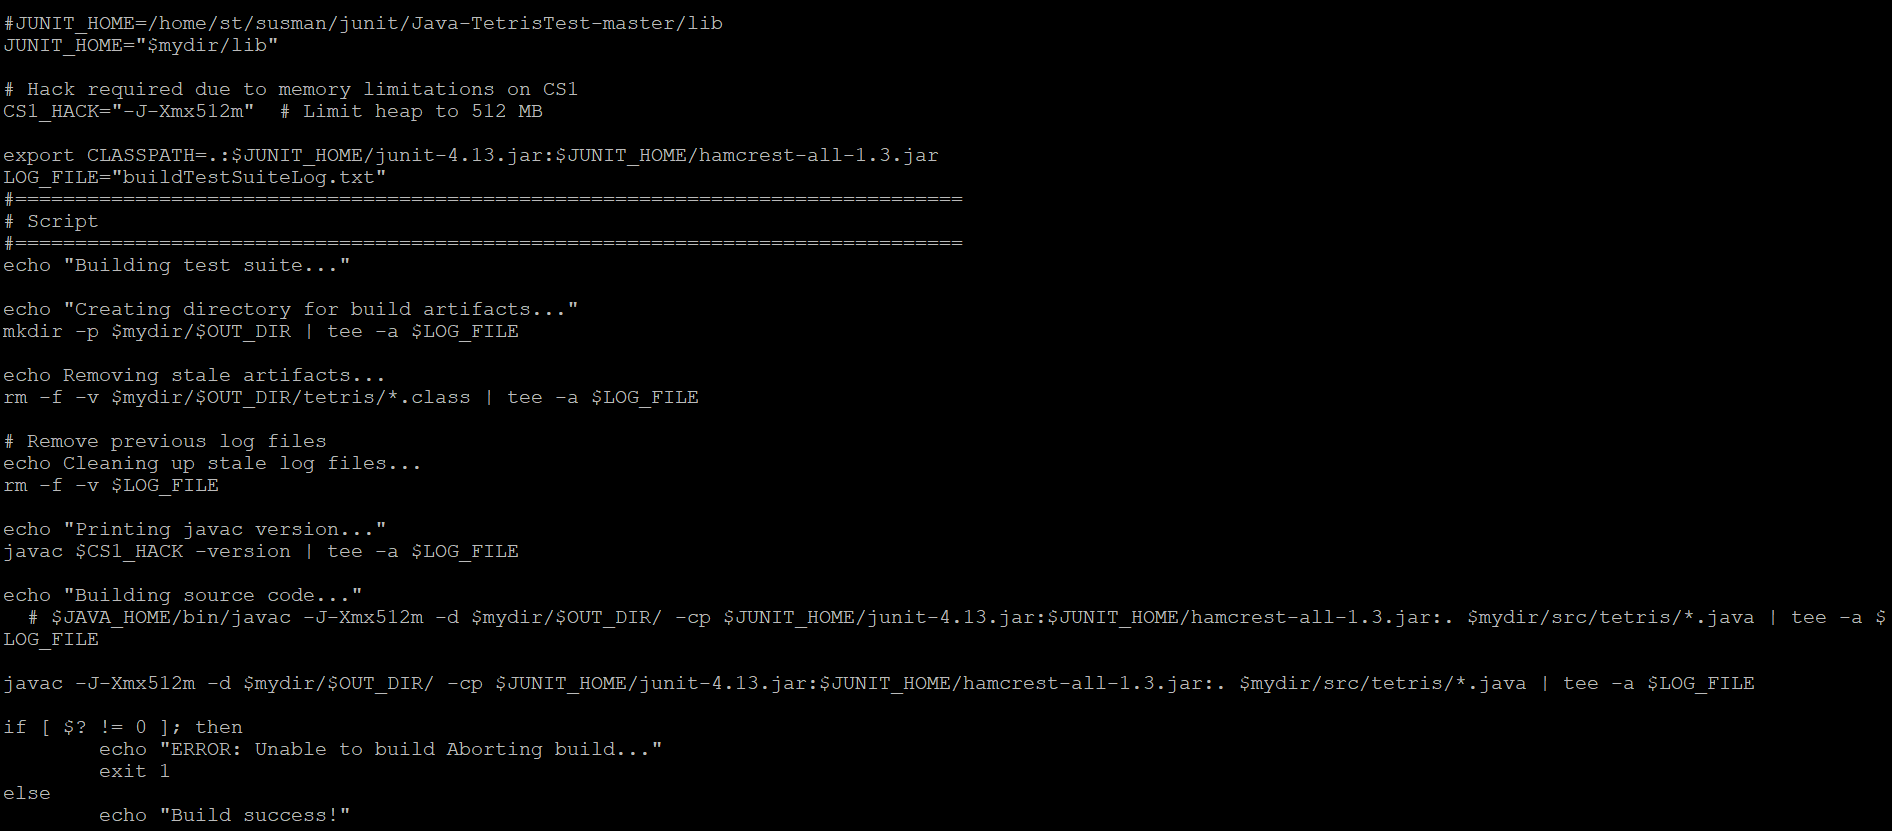 #JUNIT_HOME=/home/st/susman/junit/Java-TetrisTest-master/lib
JUNIT_HOME="$mydir/lib"

# Hack required due to memory limitations on CS1
CS1_HACK="-J-Xmx512m"  # Limit heap to 512 MB

export CLASSPATH=.:$JUNIT_HOME/junit-4.13.jar:$JUNIT_HOME/hamcrest-all-1.3.jar
LOG_FILE="buildTestSuiteLog.txt"
#===============================================================================
# Script
#===============================================================================
echo "Building test suite..."

echo "Creating directory for build artifacts..."
mkdir -p $mydir/$OUT_DIR | tee -a $LOG_FILE

echo Removing stale artifacts...
rm -f -v $mydir/$OUT_DIR/tetris/*.class | tee -a $LOG_FILE

# Remove previous log files
echo Cleaning up stale log files...
rm -f -v $LOG_FILE

echo "Printing javac version..."
javac $CS1_HACK -version | tee -a $LOG_FILE

echo "Building source code..."
  # $JAVA_HOME/bin/javac -J-Xmx512m -d $mydir/$OUT_DIR/ -cp $JUNIT_HOME/junit-4.13.jar:$JUNIT_HOME/hamcrest-all-1.3.jar:. $mydir/src/tetris/*.java | tee -a $
LOG_FILE

javac -J-Xmx512m -d $mydir/$OUT_DIR/ -cp $JUNIT_HOME/junit-4.13.jar:$JUNIT_HOME/hamcrest-all-1.3.jar:. $mydir/src/tetris/*.java | tee -a $LOG_FILE

if [ $? != 0 ]; then
        echo "ERROR: Unable to build Aborting build..."
        exit 1
else
        echo "Build success!"